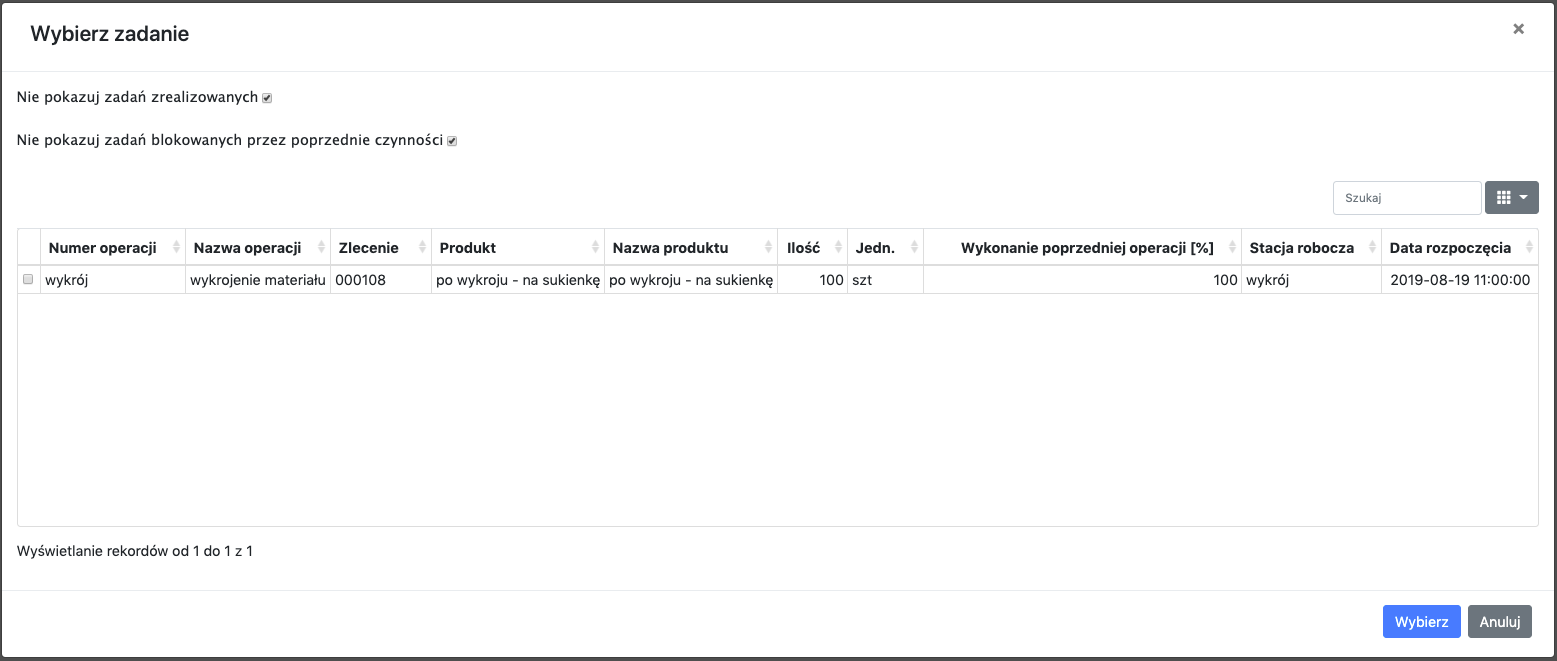 Wybierz zadanie ×
Nie pokazuj zadań zrealizowanych
Nie pokazuj zadań blokowanych przez poprzednie czynności
Szukaj
Numer operacji Nazwa operacji Zlecenie Produkt Nazwa produktu Ilość Jedn. Wykonanie poprzedniej operacji [%] Stacja robocza Data rozpoczęcia
wykrój wykrojenie materiału 000108 po wykroju - na sukienkę po wykroju - na sukienkę 100 szt 100 wykrój 2019-08-19 11:00:00
Wyświetlanie rekordów od 1 do 1 z 1
Wybierz Anuluj